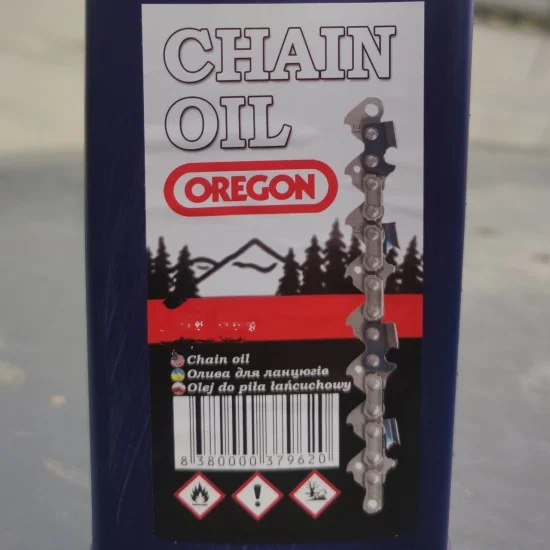 CHAIN
OIL
OREGON
Chain oil
Олива для ланцюгів
Olej do piła łańcuchowy
8 380000 379620